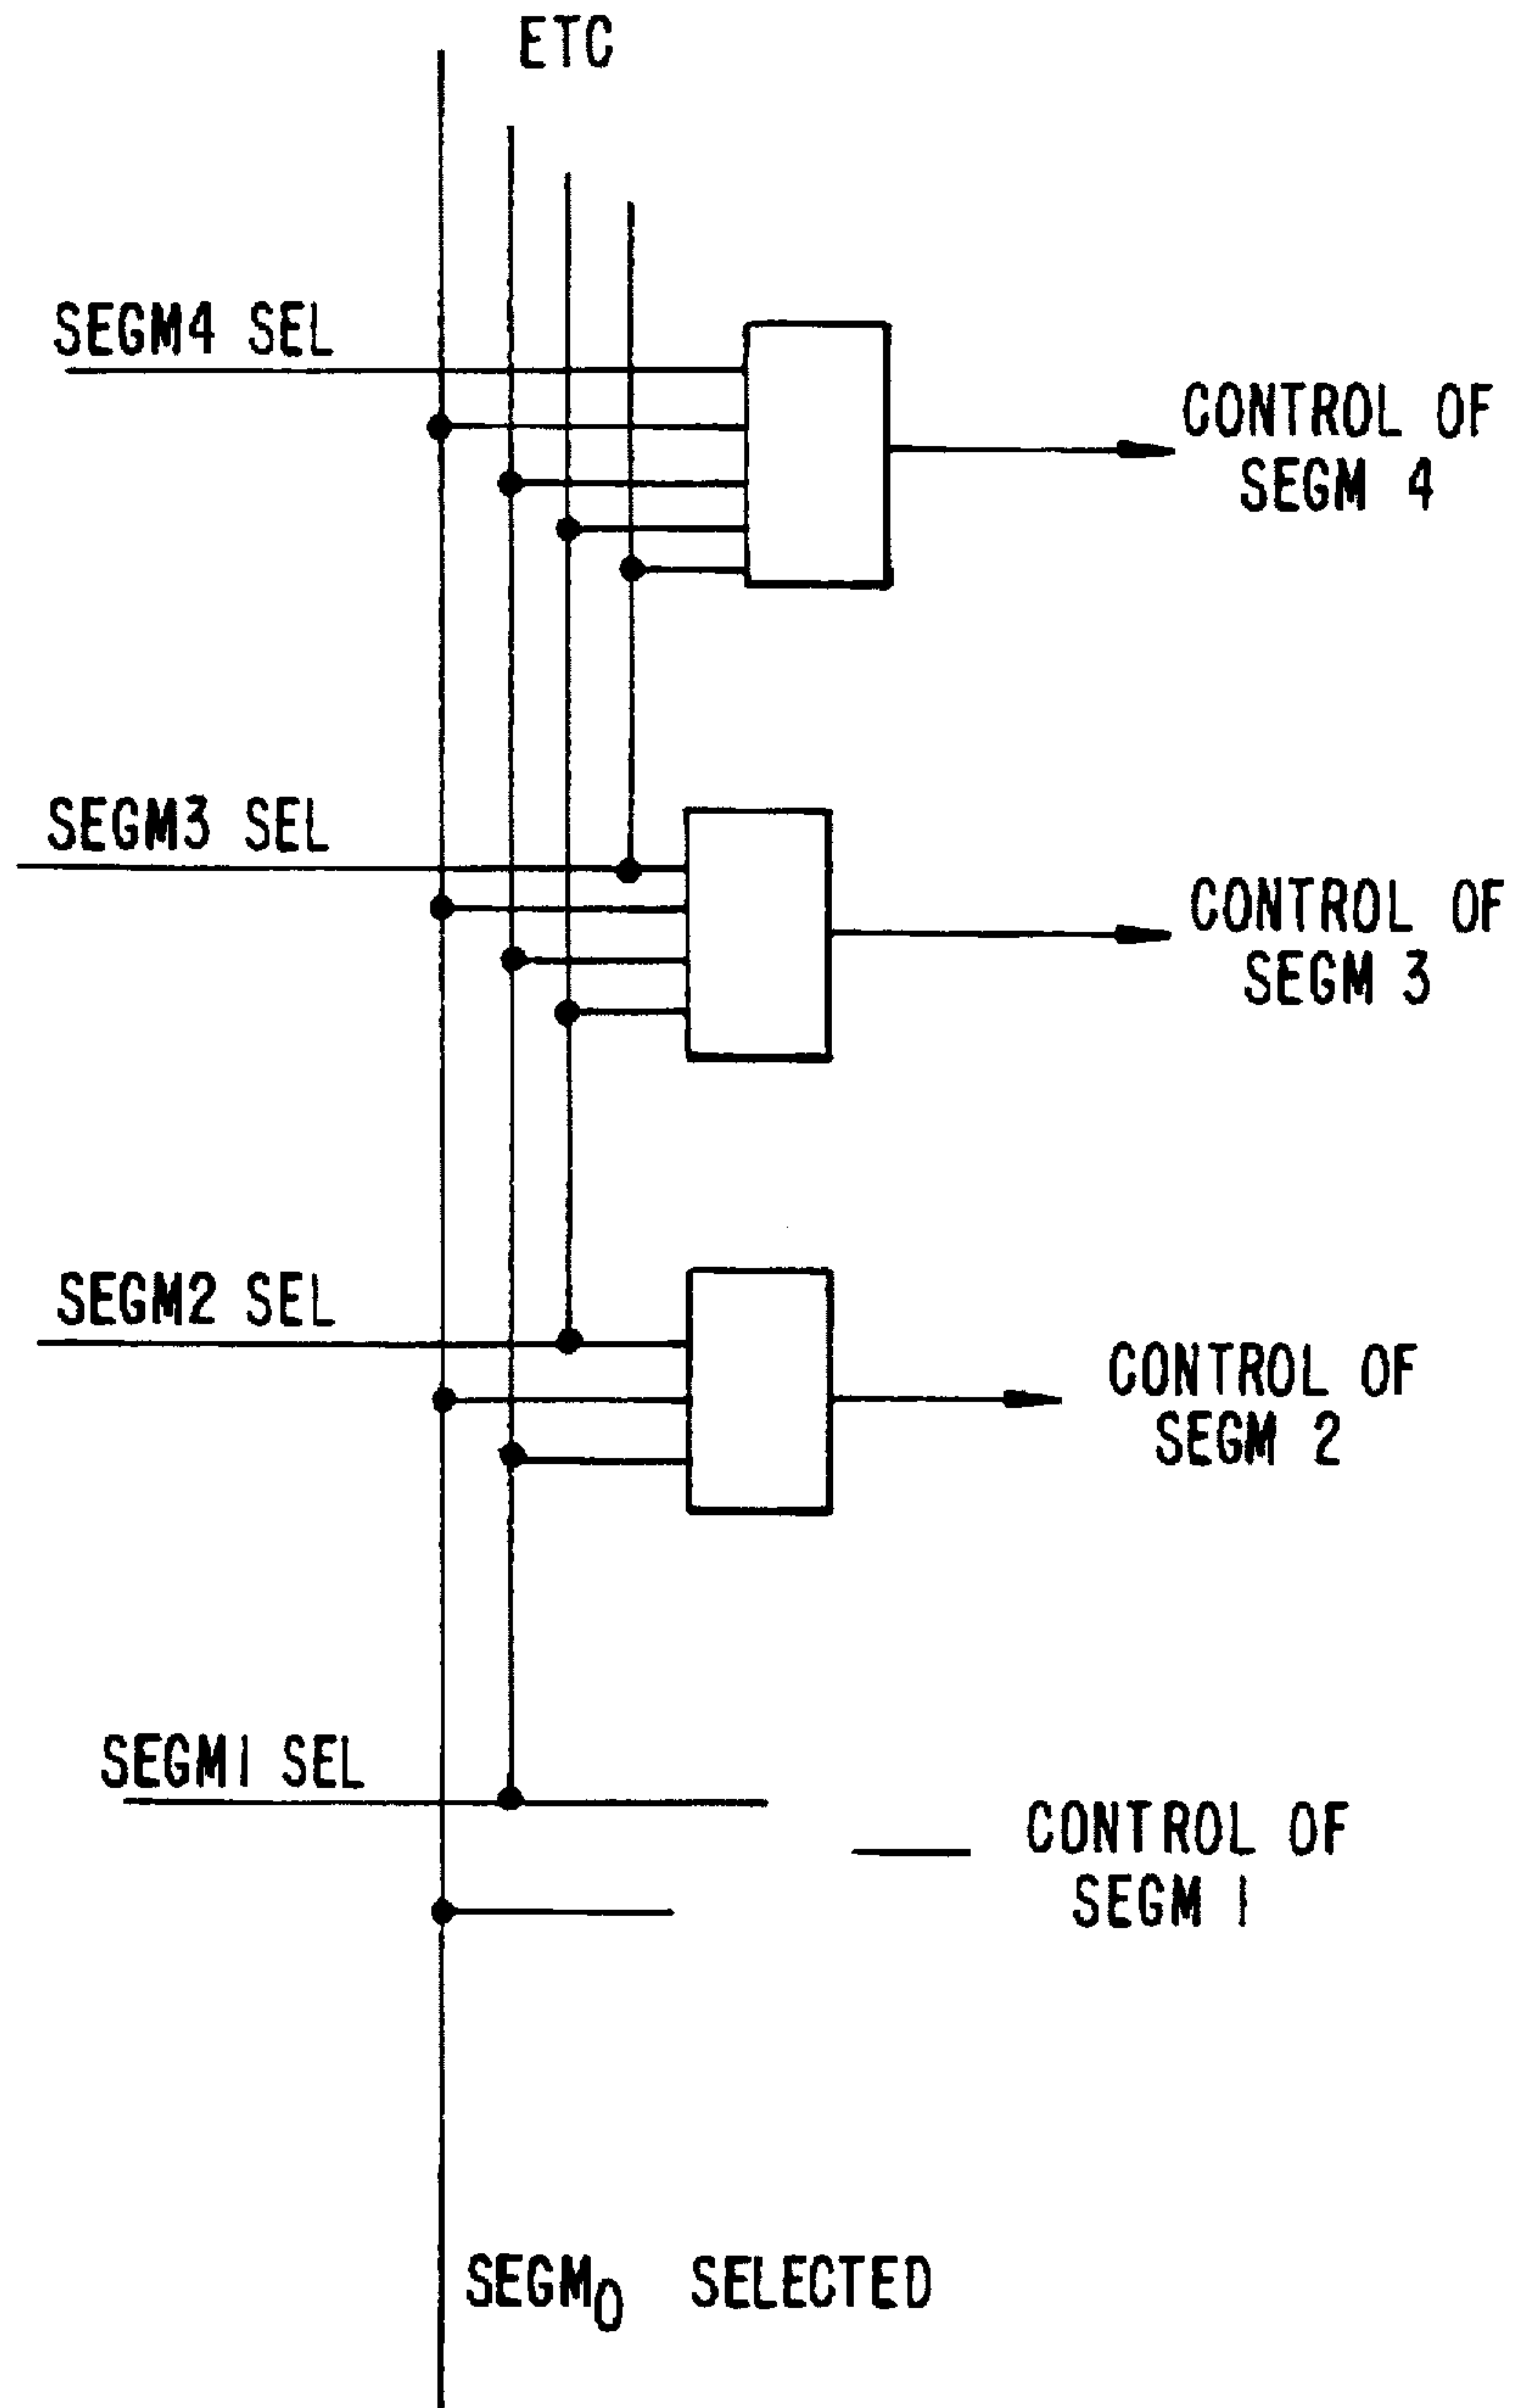 ETC
SEGM4 SEL
CONTROL OF
SEGM 4
SEGM3 SEL
CONTROL OF
SEGM 3
SEGM2 SEL
CONTROL OF
SEGM 2
SEGM1 SEL
CONTROL OF
SEGM 1
SEGM0 SELECTED